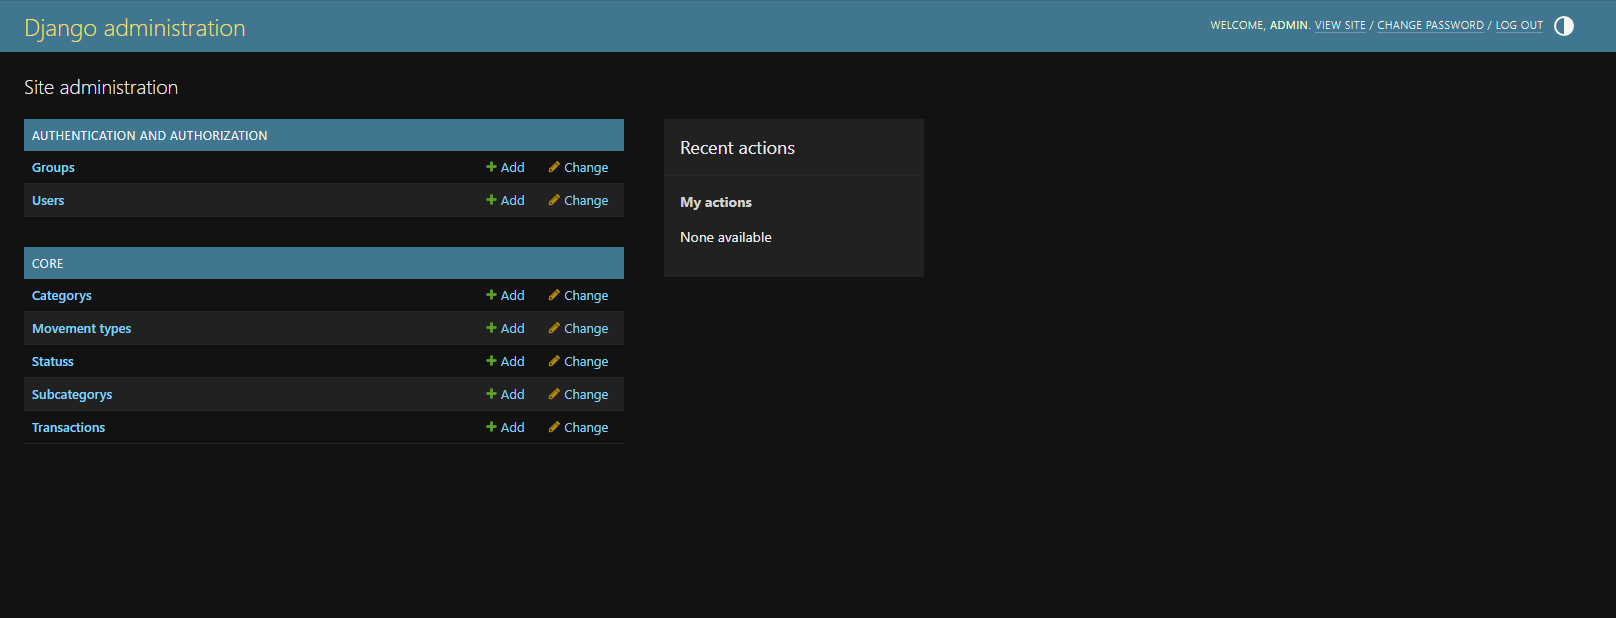 Django administration
WELCOME, ADMIN. VIEW SITE / CHANGE PASSWORD / LOG OUT
Site administration
AUTHENTICATION AND AUTHORIZATION
Groups Add Change
Users Add Change
CORE
Categorys Add Change
Movement types Add Change
Statuss Add Change
Subcategorys Add Change
Transactions Add Change
Recent actions
My actions
None available